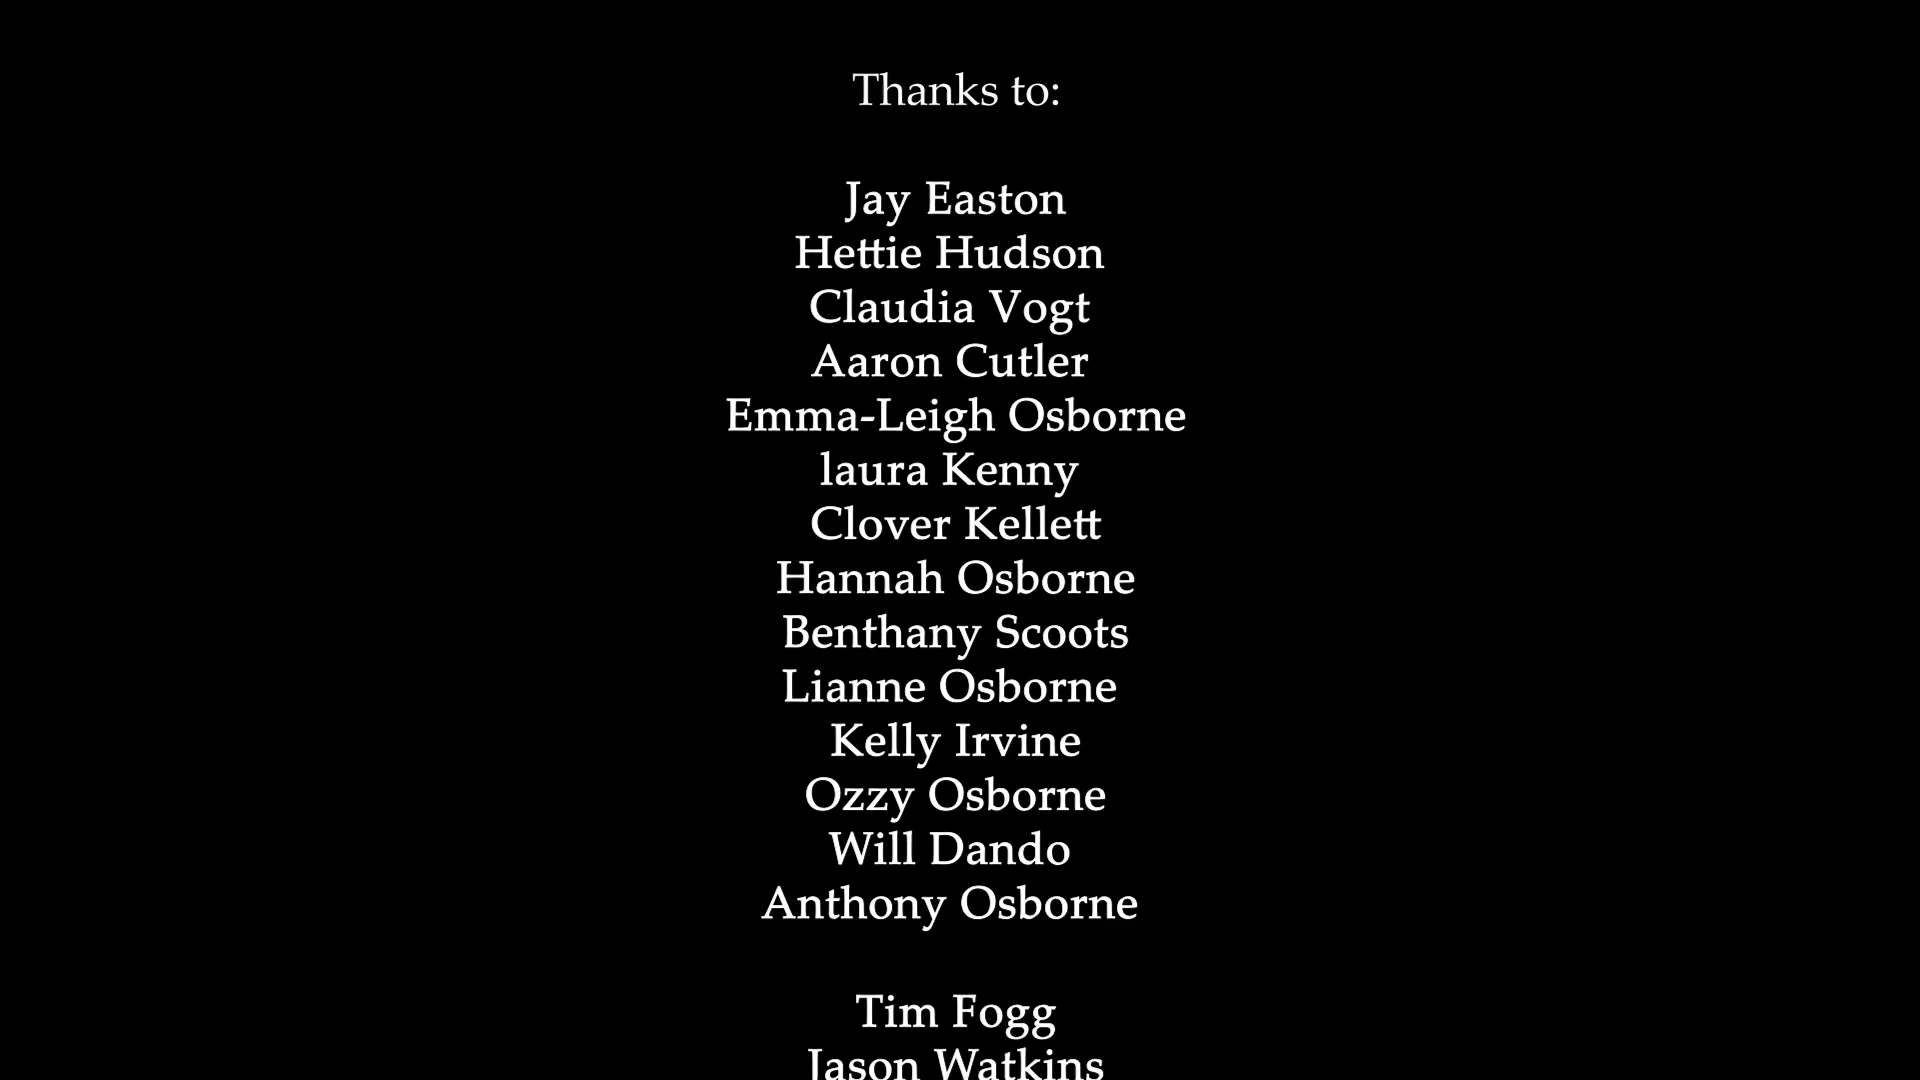 Thanks to:
Jay Easton
Hettie Hudson
Claudia Vogt
Aaron Cutler
Emma-Leigh Osborne
laura Kenny
Clover Kellett
Hannah Osborne
Benthany Scoots
Lianne Osborne
Kelly Irvine
Ozzy Osborne
Will Dando
Anthony Osborne
Tim Fogg
Jason Watkins